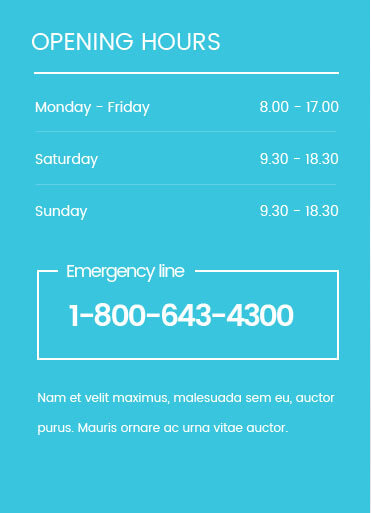 OPENING HOURS
Monday - Friday 8.00 - 17.00
Saturday 9.30 - 18.30
Sunday 9.30 - 18.30
Emergency line
1-800-643-4300
Nam et velit maximus, malesuada sem eu, auctor
purus. Mauris ornare ac urna vitae auctor.